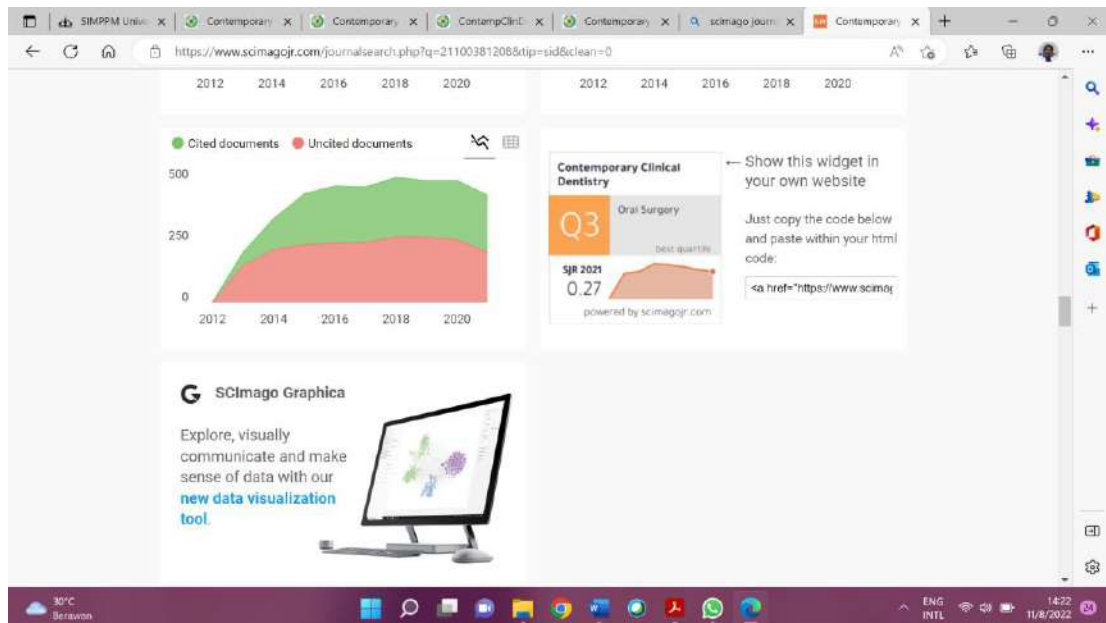 SIMPPM Unive
Contemporary
Contemporary
ContempClinD
Contemporary
scimago journ
Contemporary
https://www.scimagojr.com/journalsearch.php?q=21100381208&tip=sid&clean=0
2012 2014 2016 2018 2020
2012 2014 2016 2018 2020
Cited documents Uncited documents
500
250
0
2012 2014 2016 2018 2020
Contemporary Clinical
Dentistry
Q3
Oral Surgery
best quartile
SJR 2021
0.27
powered by scimagojr.com
← Show this widget in
your own website
Just copy the code below
and paste within your html
code:
<a href="https://www.scimag
SCImago Graphica
Explore, visually
communicate and make
sense of data with our
new data visualization
tool.
30°C
Berawan
ENG
INTL
14:22
11/8/2022
24